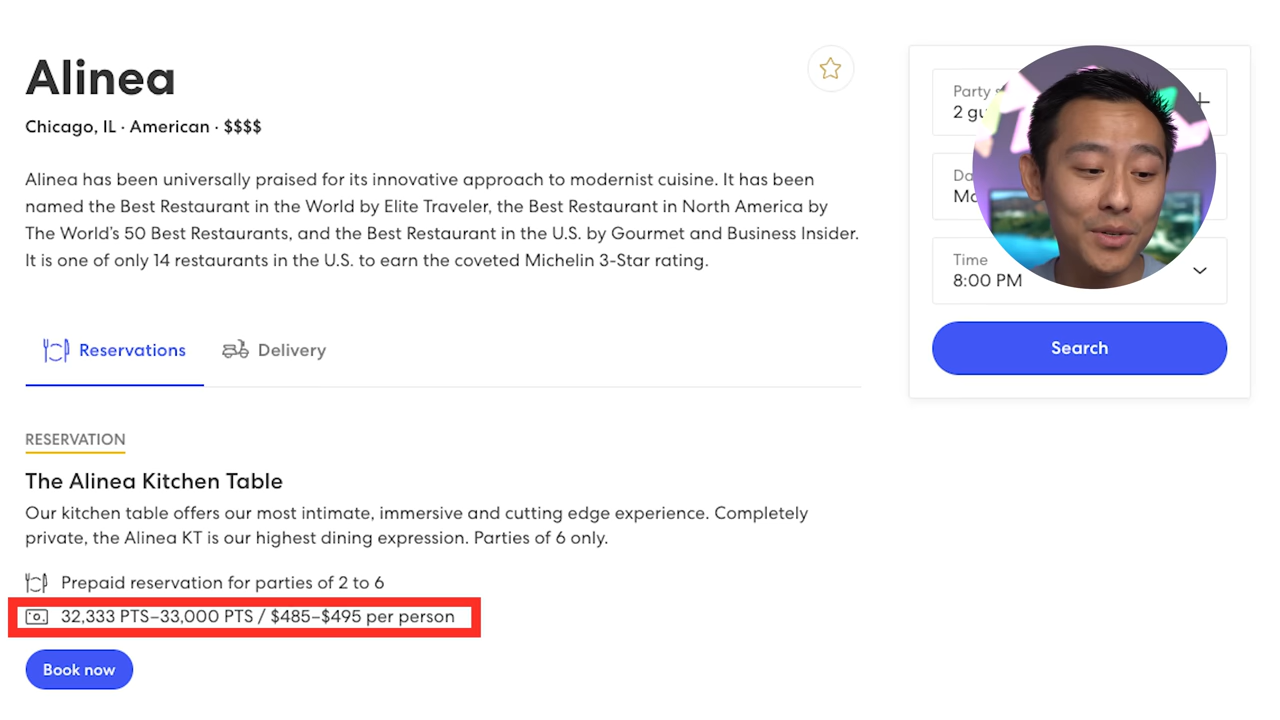 Alinea
Chicago, IL · American · $$$$
Alinea has been universally praised for its innovative approach to modernist cuisine. It has been
named the Best Restaurant in the World by Elite Traveler, the Best Restaurant in North America by
The World's 50 Best Restaurants, and the Best Restaurant in the U.S. by Gourmet and Business Insider.
It is one of only 14 restaurants in the U.S. to earn the coveted Michelin 3-Star rating.
Reservations
Delivery
RESERVATION
The Alinea Kitchen Table
Our kitchen table offers our most intimate, immersive and cutting edge experience. Completely
private, the Alinea KT is our highest dining expression. Parties of 6 only.
Prepaid reservation for parties of 2 to 6
32,333 PTS–33,000 PTS / $485–$495 per person
Book now
Party
2
Time
8:00 PM
Search